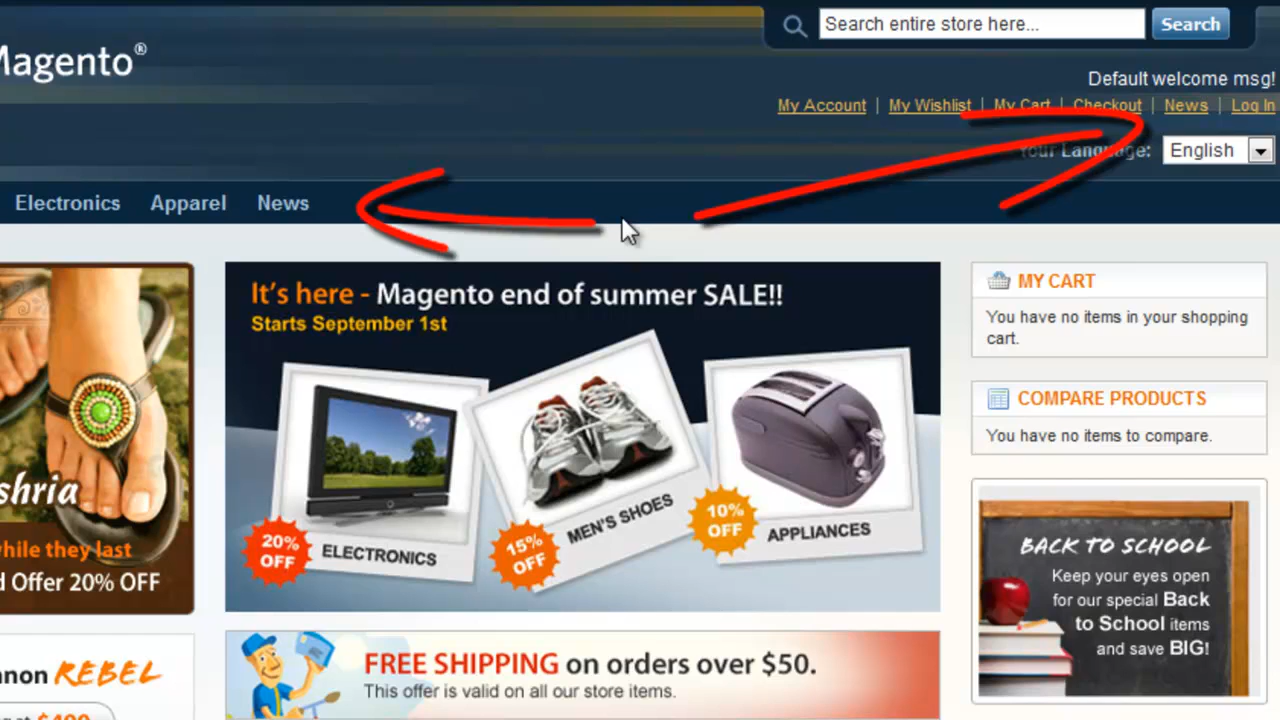 Search entire store here...
Search
Magento®
Default welcome msg!
My Account | My Wishlist | My Cart | Checkout | News | Log In
Your Language: English
Electronics Apparel News
It's here - Magento end of summer SALE!!
Starts September 1st
20% OFF
ELECTRONICS
15% OFF
MEN'S SHOES
10% OFF
APPLIANCES
MY CART
You have no items in your shopping
cart.
COMPARE PRODUCTS
You have no items to compare.
shria
while they last
d Offer 20% OFF
BACK TO SCHOOL
Keep your eyes open
for our special Back
to School items
and save BIG!
non REBEL
FREE SHIPPING on orders over $50.
This offer is valid on all our store items.